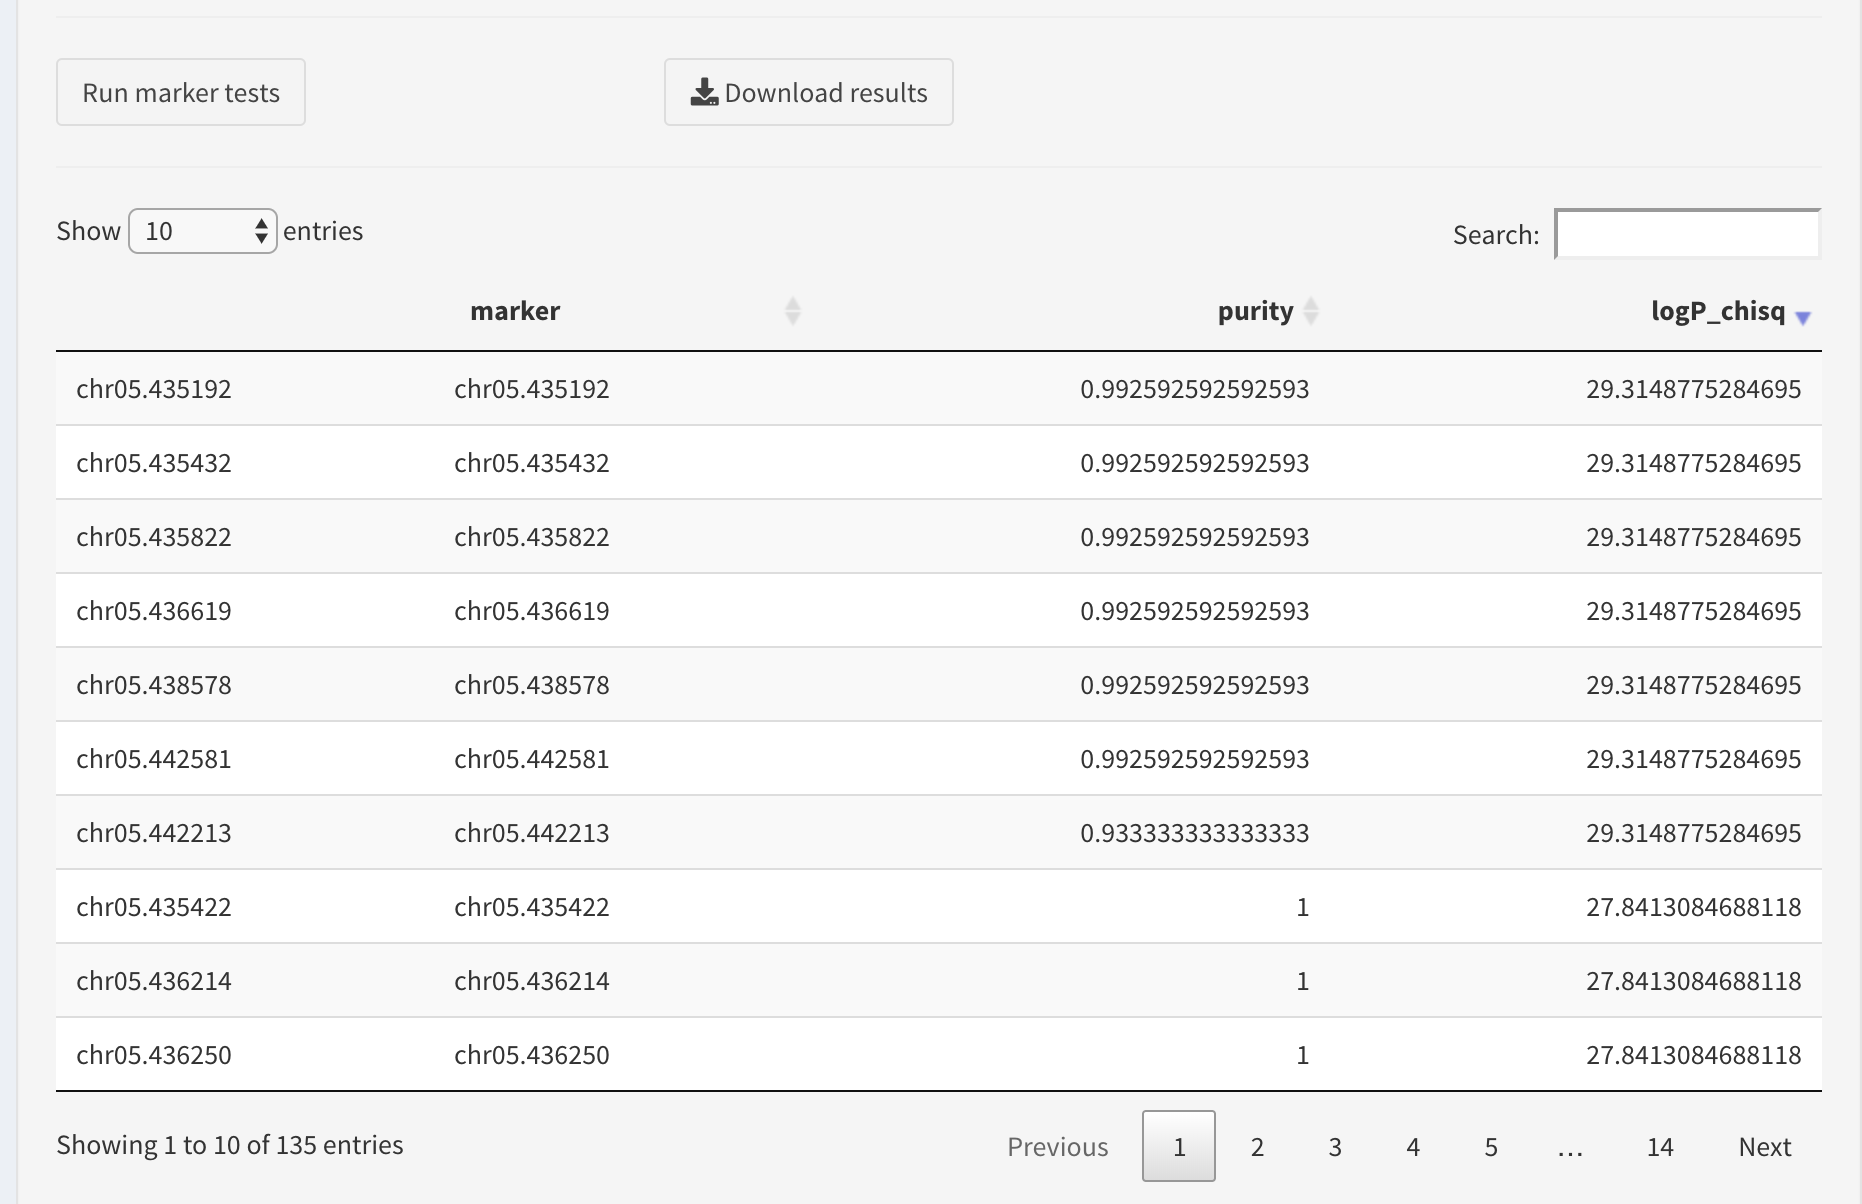 Run marker tests Download results
Show 10 entries Search:
marker purity logP_chisq
chr05.435192 chr05.435192 0.992592592592593 29.3148775284695
chr05.435432 chr05.435432 0.992592592592593 29.3148775284695
chr05.435822 chr05.435822 0.992592592592593 29.3148775284695
chr05.436619 chr05.436619 0.992592592592593 29.3148775284695
chr05.438578 chr05.438578 0.992592592592593 29.3148775284695
chr05.442581 chr05.442581 0.992592592592593 29.3148775284695
chr05.442213 chr05.442213 0.933333333333333 29.3148775284695
chr05.435422 chr05.435422 1 27.8413084688118
chr05.436214 chr05.436214 1 27.8413084688118
chr05.436250 chr05.436250 1 27.8413084688118
Showing 1 to 10 of 135 entries Previous 1 2 3 4 5 ... 14 Next